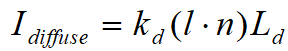 I_diffuse = k_d (l · n) L_d